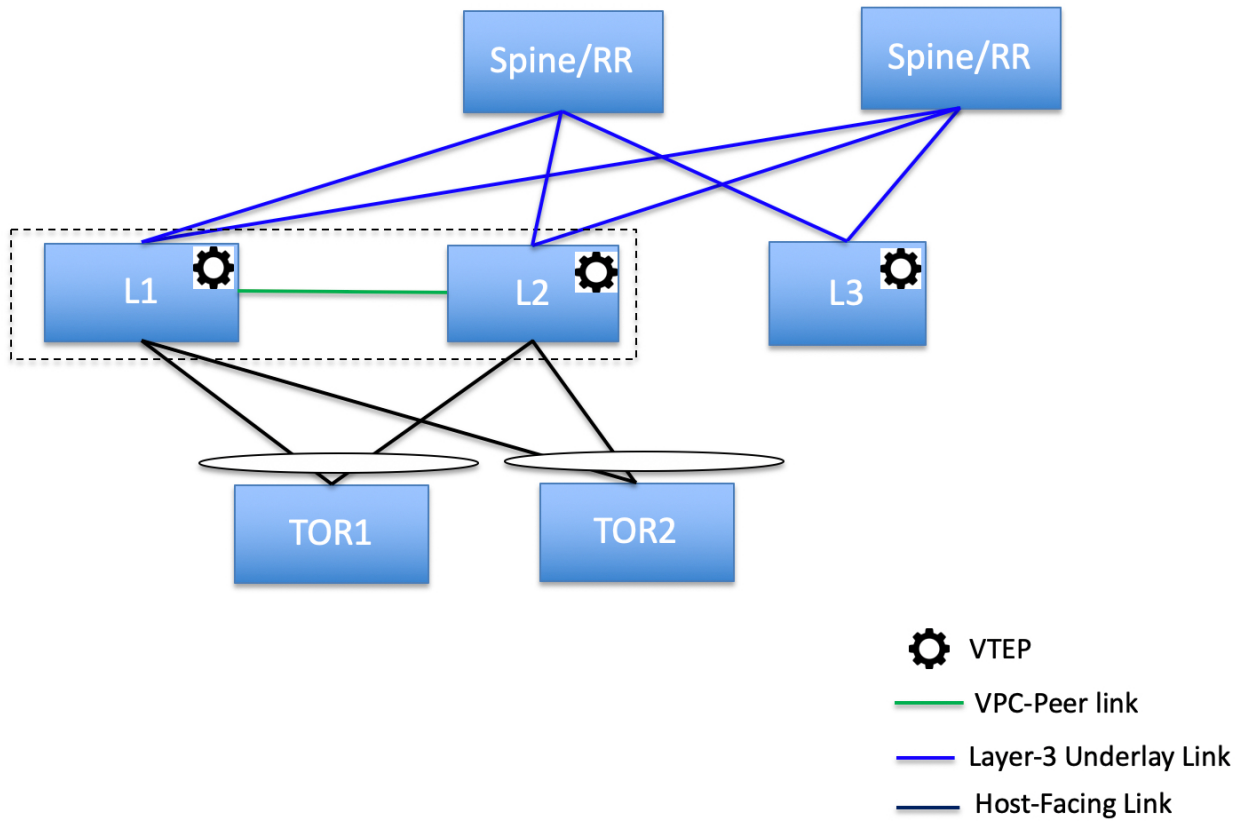 Spine/RR
Spine/RR
L1
L2
L3
TOR1
TOR2
VTEP
VPC-Peer link
Layer-3 Underlay Link
Host-Facing Link